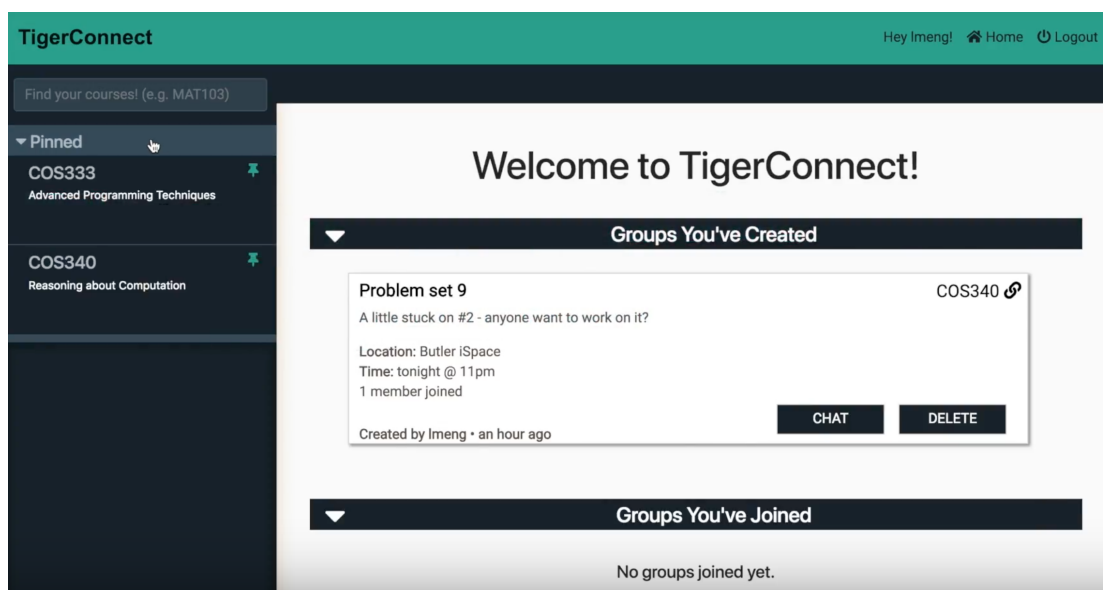 TigerConnect
Hey lmeng! Home Logout
Find your courses! (e.g. MAT103)
Pinned
COS333
Advanced Programming Techniques
COS340
Reasoning about Computation
Welcome to TigerConnect!
Groups You've Created
Problem set 9
COS340
A little stuck on #2 - anyone want to work on it?
Location: Butler iSpace
Time: tonight @ 11pm
1 member joined
CHAT DELETE
Created by lmeng • an hour ago
Groups You've Joined
No groups joined yet.